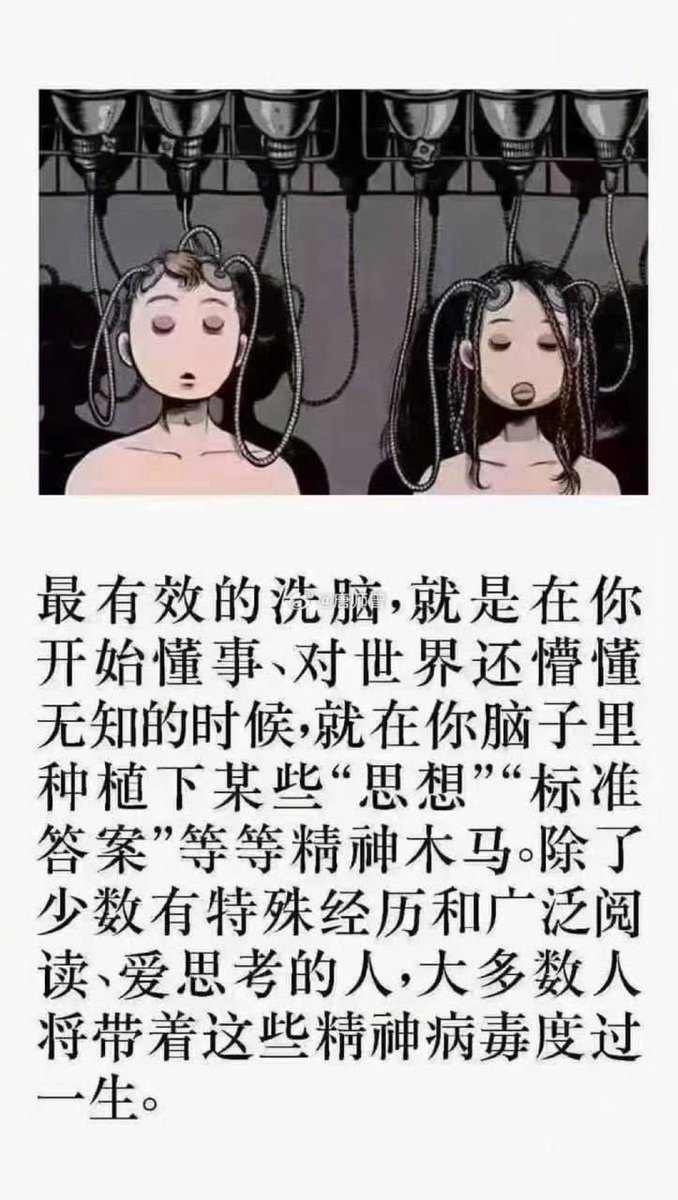 最有效的洗脑，就是在你
开始懂事、对世界还懵懂
无知的时候，就在你脑子里
种植下某些“思想”“标准
答案”等等精神木马。除了
少数有特殊经历和广泛阅
读、爱思考的人，大多数人
将带着这些精神病毒度过
一生。